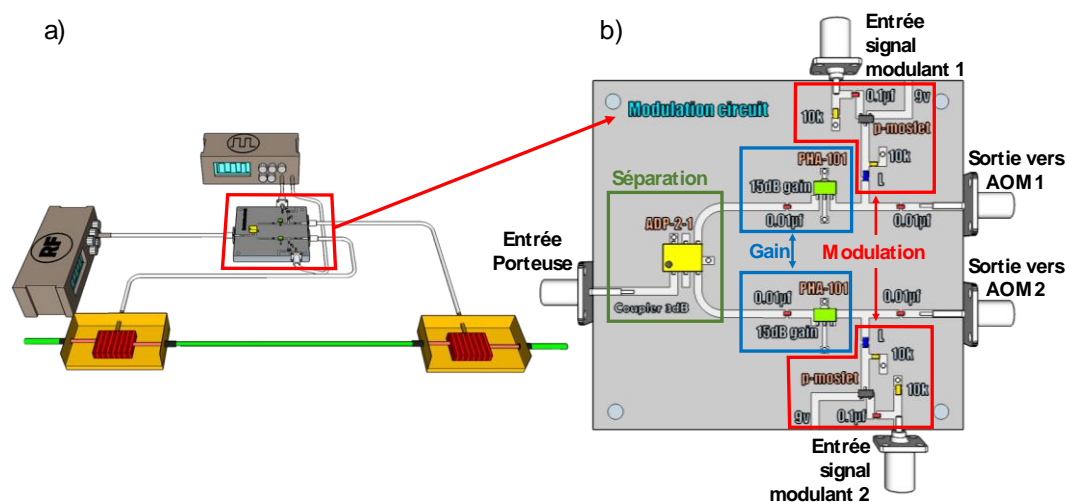 a)
RF
b)
Entrée
signal
modulant 1
0.1µf
9v
10k
Modulation circuit
p-mosfet
10k
PHA-101
Séparation
15dB gain
L
Sortie vers
AOM 1
0.01µf
0.01µf
ADP-2-1
Entrée
Porteuse
Gain
Modulation
PHA-101
Sortie vers
AOM 2
0.01µf
0.01µf
Coupler 3dB
15dB gain
L
10k
p-mosfet
10k
9v
0.1µf
Entrée
signal
modulant 2